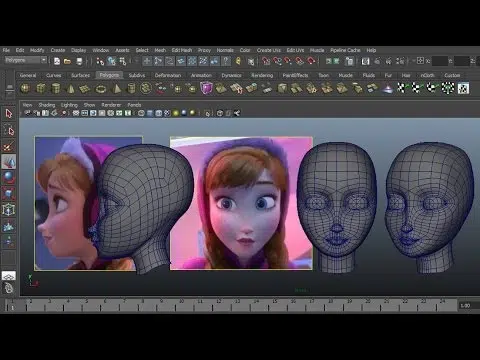 File Edit Modify Create Display Window Assets Select Mesh Edit Mesh Proxy Normals Color Create UVs Edit UVs Muscle Pipeline Cache Help
Polygons
General Curves Surfaces Polygons Subdivs Deformation Animation Dynamics Rendering PaintEffects Toon Muscle Fluids Fur Hair nCloth Custom
View Shading Lighting Show Renderer Panels
X: Y: Z:
y
1 2 3 4 5 6 7 8 9 10 11 12 13 14 15 16 17 18 19 20 21 22 23 24 1.00